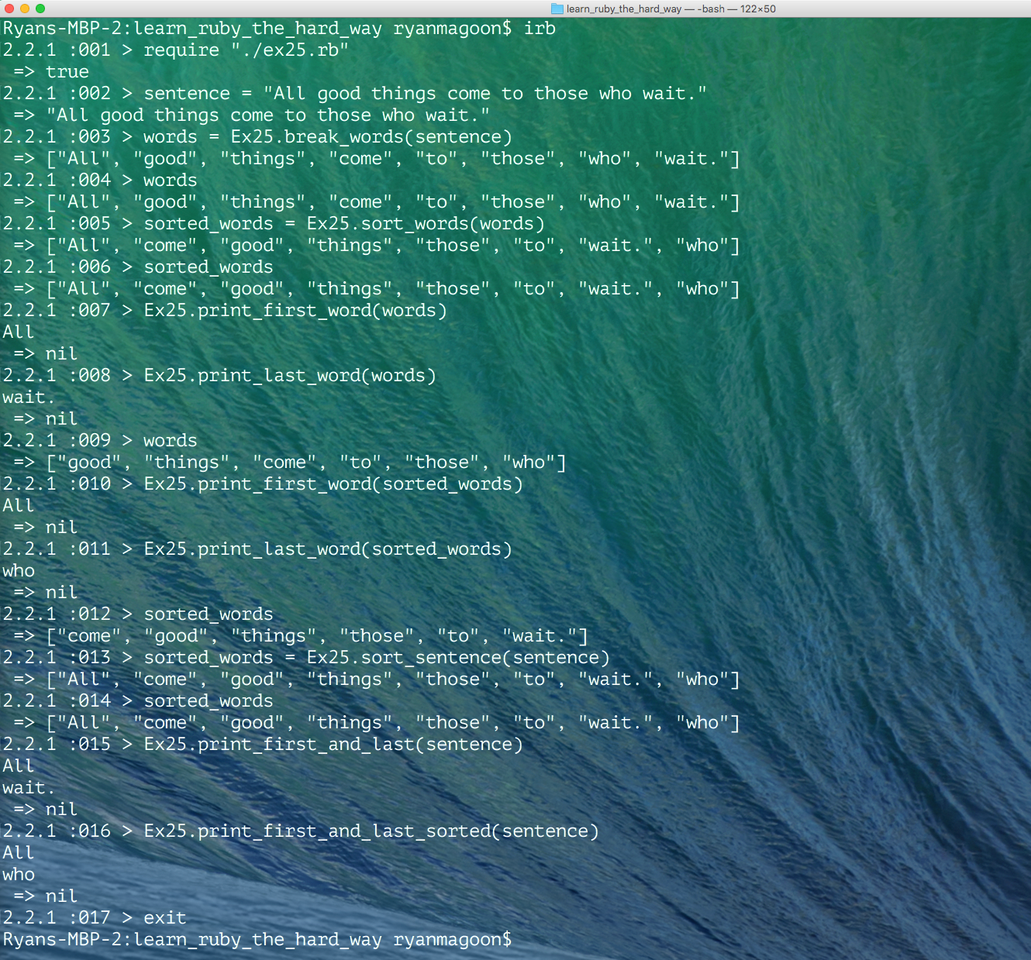 learn_ruby_the_hard_way — -bash — 122×50
Ryans-MBP-2:learn_ruby_the_hard_way ryanmagoon$ irb
2.2.1 :001 > require "./ex25.rb"
 => true
2.2.1 :002 > sentence = "All good things come to those who wait."
 => "All good things come to those who wait."
2.2.1 :003 > words = Ex25.break_words(sentence)
 => ["All", "good", "things", "come", "to", "those", "who", "wait."]
2.2.1 :004 > words
 => ["All", "good", "things", "come", "to", "those", "who", "wait."]
2.2.1 :005 > sorted_words = Ex25.sort_words(words)
 => ["All", "come", "good", "things", "those", "to", "wait.", "who"]
2.2.1 :006 > sorted_words
 => ["All", "come", "good", "things", "those", "to", "wait.", "who"]
2.2.1 :007 > Ex25.print_first_word(words)
All
 => nil
2.2.1 :008 > Ex25.print_last_word(words)
wait.
 => nil
2.2.1 :009 > words
 => ["good", "things", "come", "to", "those", "who"]
2.2.1 :010 > Ex25.print_first_word(sorted_words)
All
 => nil
2.2.1 :011 > Ex25.print_last_word(sorted_words)
who
 => nil
2.2.1 :012 > sorted_words
 => ["come", "good", "things", "those", "to", "wait."]
2.2.1 :013 > sorted_words = Ex25.sort_sentence(sentence)
 => ["All", "come", "good", "things", "those", "to", "wait.", "who"]
2.2.1 :014 > sorted_words
 => ["All", "come", "good", "things", "those", "to", "wait.", "who"]
2.2.1 :015 > Ex25.print_first_and_last(sentence)
All
wait.
 => nil
2.2.1 :016 > Ex25.print_first_and_last_sorted(sentence)
All
who
 => nil
2.2.1 :017 > exit
Ryans-MBP-2:learn_ruby_the_hard_way ryanmagoon$